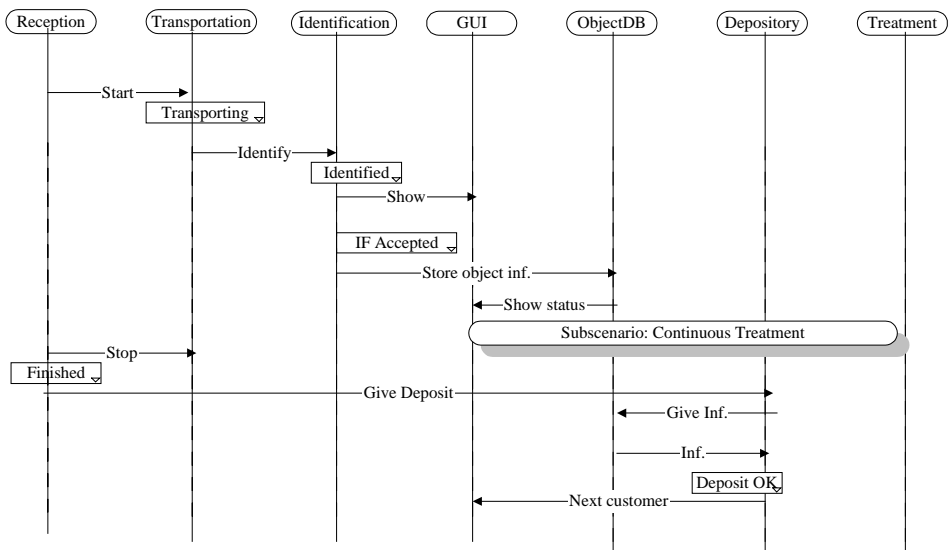 Reception
Transportation
Identification
GUI
ObjectDB
Depository
Treatment
Start
Transporting
Identify
Identified
Show
IF Accepted
Store object inf.
Show status
Subscenario: Continuous Treatment
Stop
Finished
Give Deposit
Give Inf.
Inf.
Deposit OK
Next customer